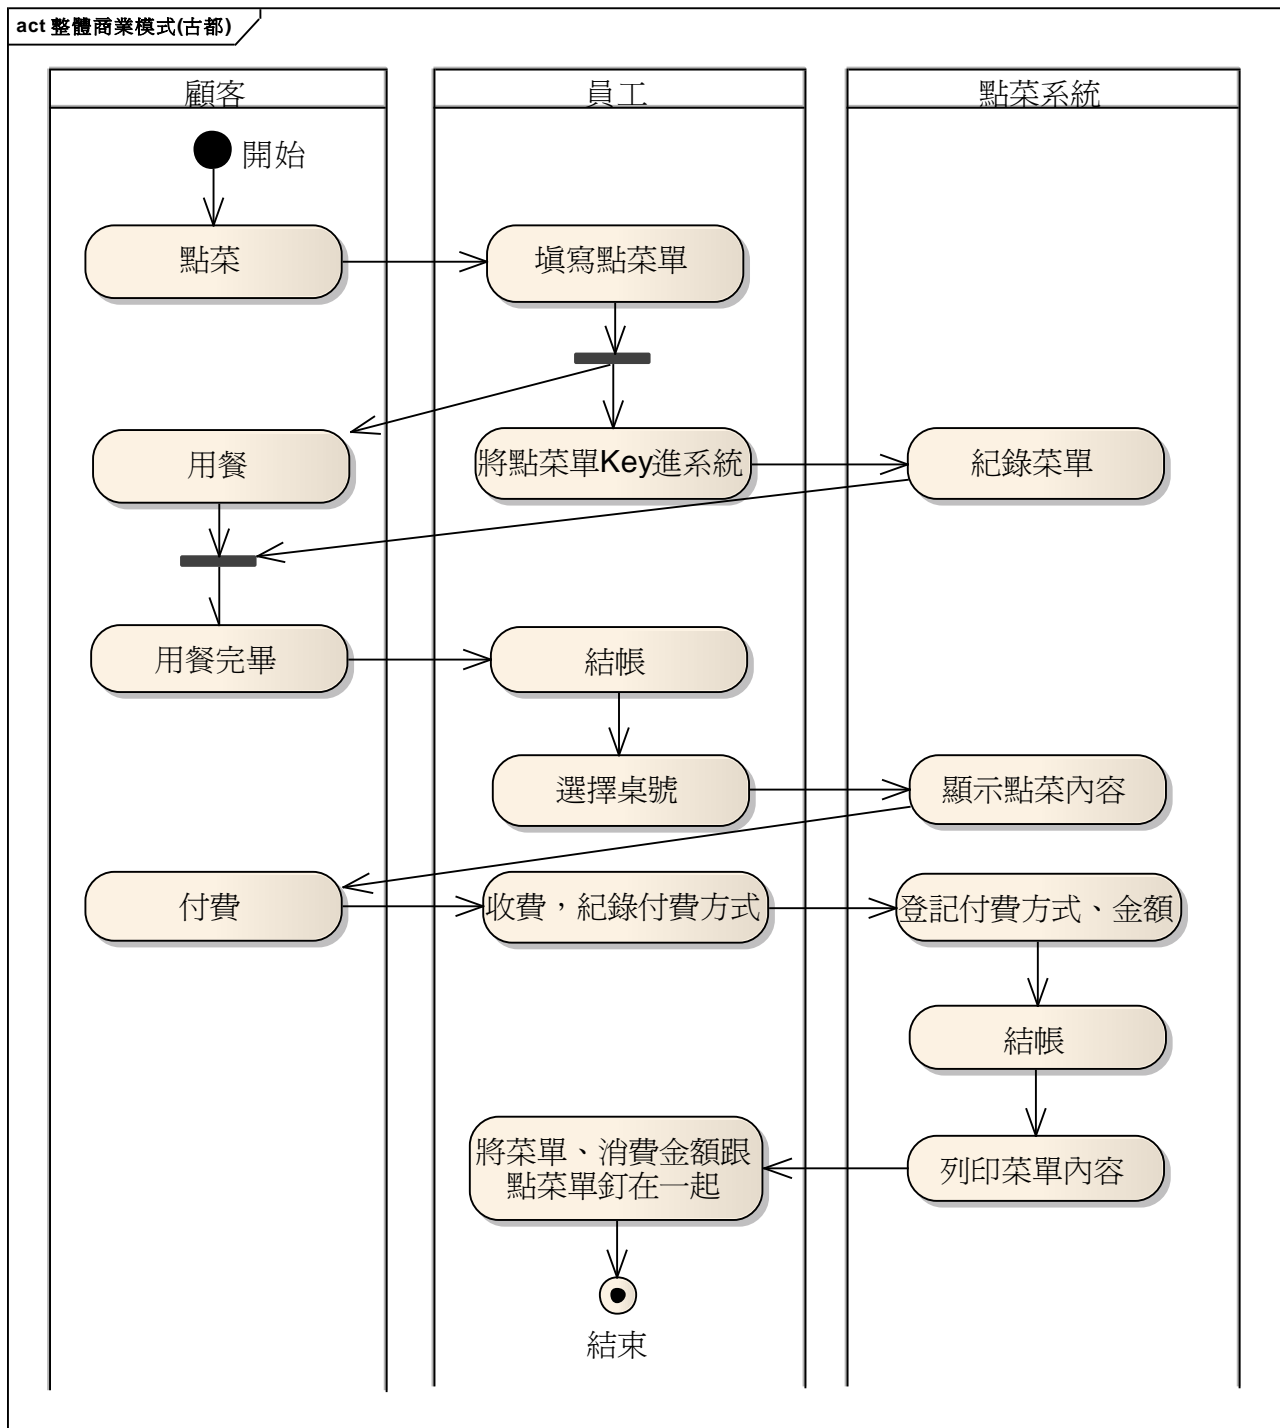 act 整體商業模式(古都)
顧客
員工
點菜系統
開始
點菜
填寫點菜單
用餐
將點菜單Key進系統
紀錄菜單
用餐完畢
結帳
選擇桌號
顯示點菜內容
付費
收費，紀錄付費方式
登記付費方式、金額
結帳
將菜單、消費金額跟
點菜單釘在一起
列印菜單內容
結束